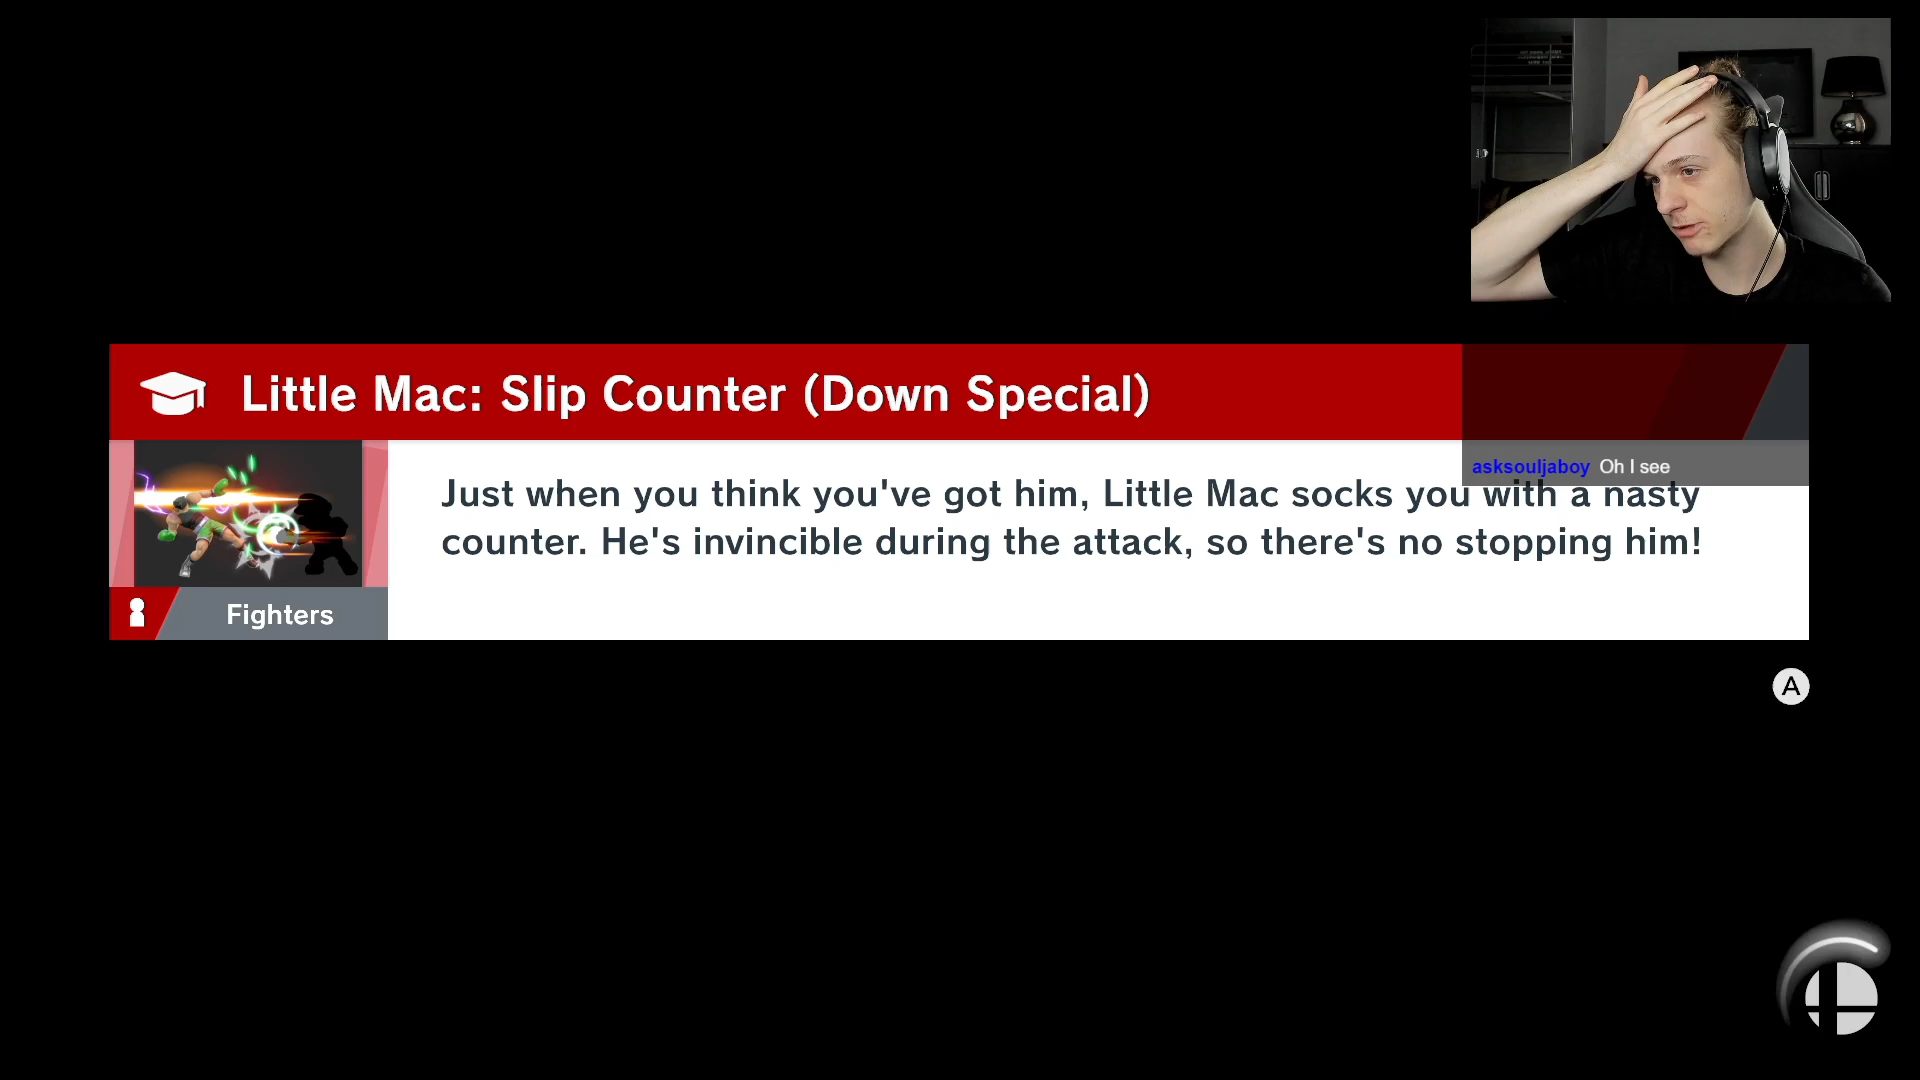 Little Mac: Slip Counter (Down Special)
asksouljaboy Oh I see
Just when you think you've got him, Little Mac socks you with a nasty
counter. He's invincible during the attack, so there's no stopping him!
Fighters
A